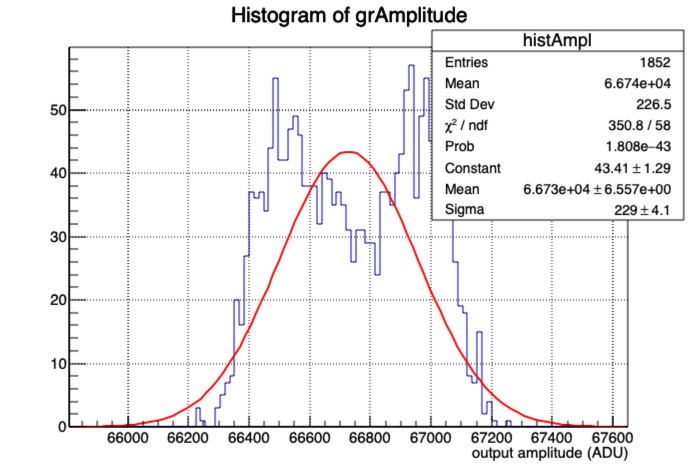 Histogram of grAmplitude
histAmpl
Entries 1852
Mean 6.674e+04
Std Dev 226.5
χ² / ndf 350.8 / 58
Prob 1.808e−43
Constant 43.41 ± 1.29
Mean 6.673e+04 ± 6.557e+00
Sigma 229 ± 4.1
50
40
30
20
10
0
66000 66200 66400 66600 66800 67000 67200 67400 67600
output amplitude (ADU)